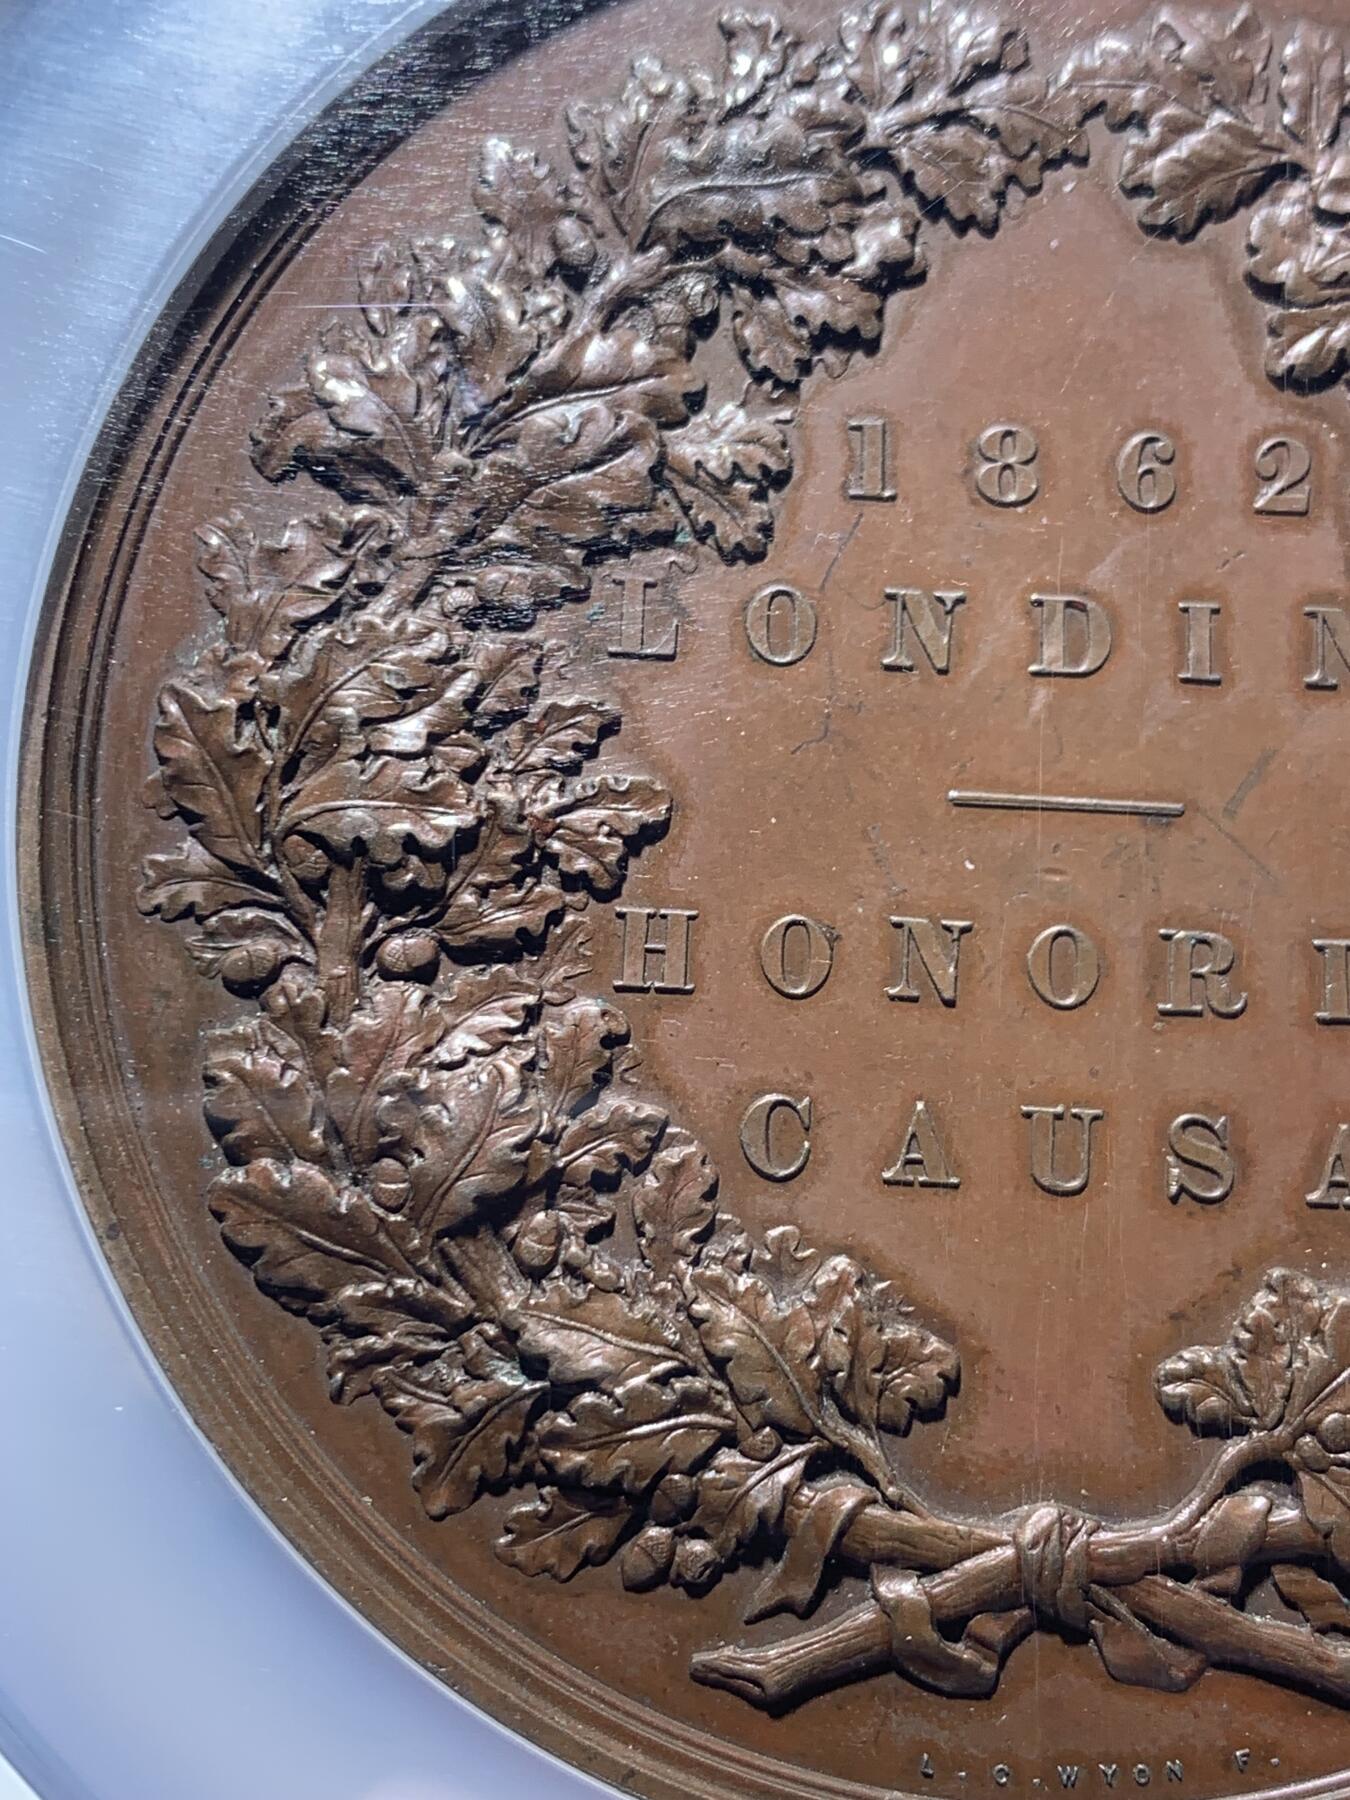 1862
LONDIN
HONORI
CAUSA
L.C.WYON F.